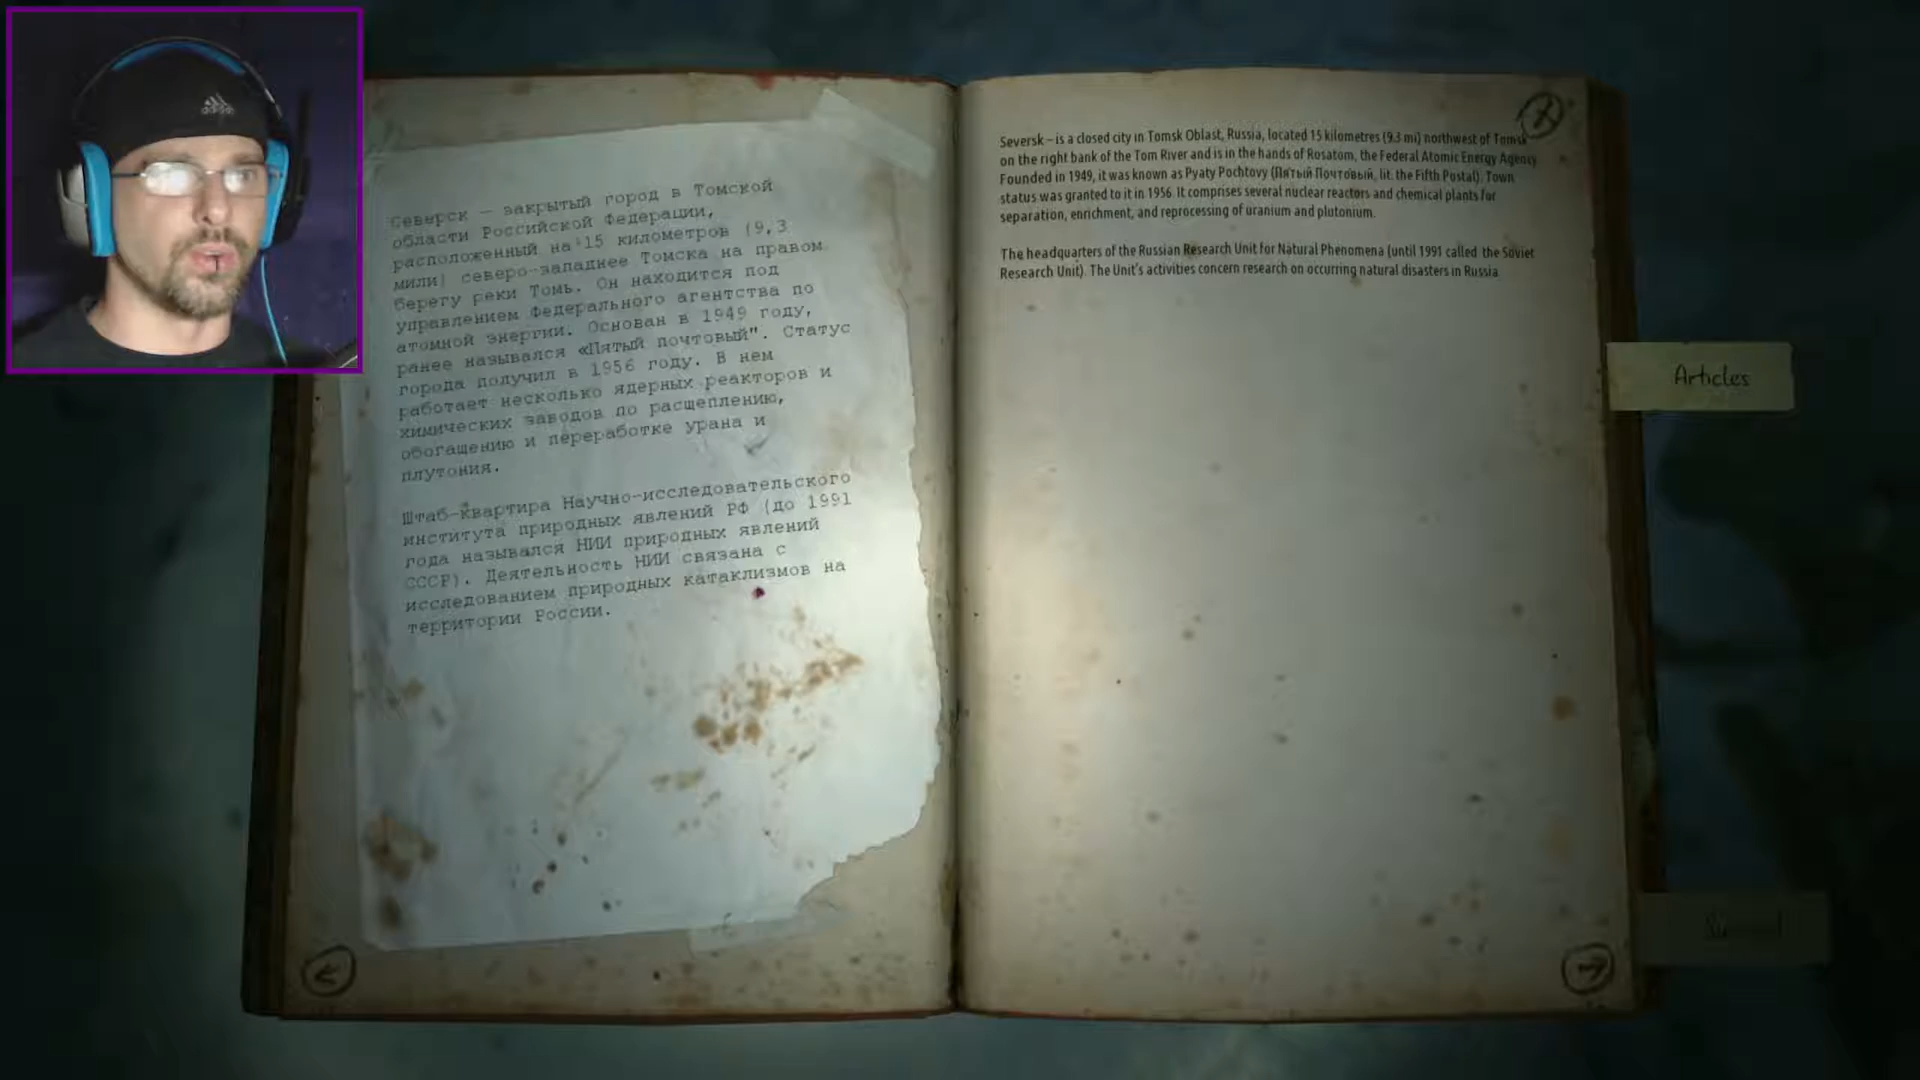 adidas
Северск — закрытый город в Томской
области Российской Федерации,
расположенный на 15 километров (9,3
мили) северо-западнее Томска на правом
берегу реки Томь. Он находится под
управлением Федерального агентства по
атомной энергии. Основан в 1949 году,
ранее назывался «Пятый почтовый". Статус
города получил в 1956 году. В нем
работает несколько ядерных реакторов и
химических заводов по расщеплению,
обогащению и переработке урана и
плутония.
Штаб-квартира Научно-исследовательского
института природных явлений РФ (до 1991
года назывался НИИ природных явлений
СССР). Деятельность НИИ связана с
исследованием природных катаклизмов на
территории России.
Seversk – is a closed city in Tomsk Oblast, Russia, located 15 kilometres (9.3 mi) northwest of Tomsk
on the right bank of the Tom River and is in the hands of Rosatom, the Federal Atomic Energy Agency
Founded in 1949, it was known as Pyaty Pochtovy (Пятый Почтовый, lit. the Fifth Postal). Town
status was granted to it in 1956. It comprises several nuclear reactors and chemical plants for
separation, enrichment, and reprocessing of uranium and plutonium.
The headquarters of the Russian Research Unit for Natural Phenomena (until 1991 called the Soviet
Research Unit). The Unit's activities concern research on occurring natural disasters in Russia
Articles